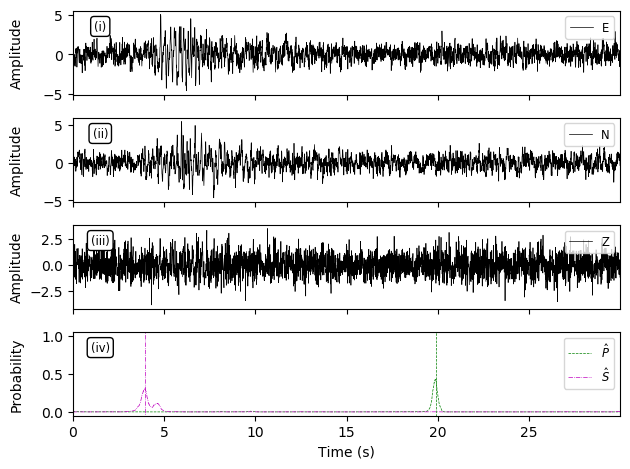 5
0
−5
Amplitude
(i)
E
5
0
−5
Amplitude
(ii)
N
2.5
0.0
−2.5
Amplitude
(iii)
Z
1.0
0.5
0.0
Probability
(iv)
P̂
Ŝ
0 5 10 15 20 25
Time (s)